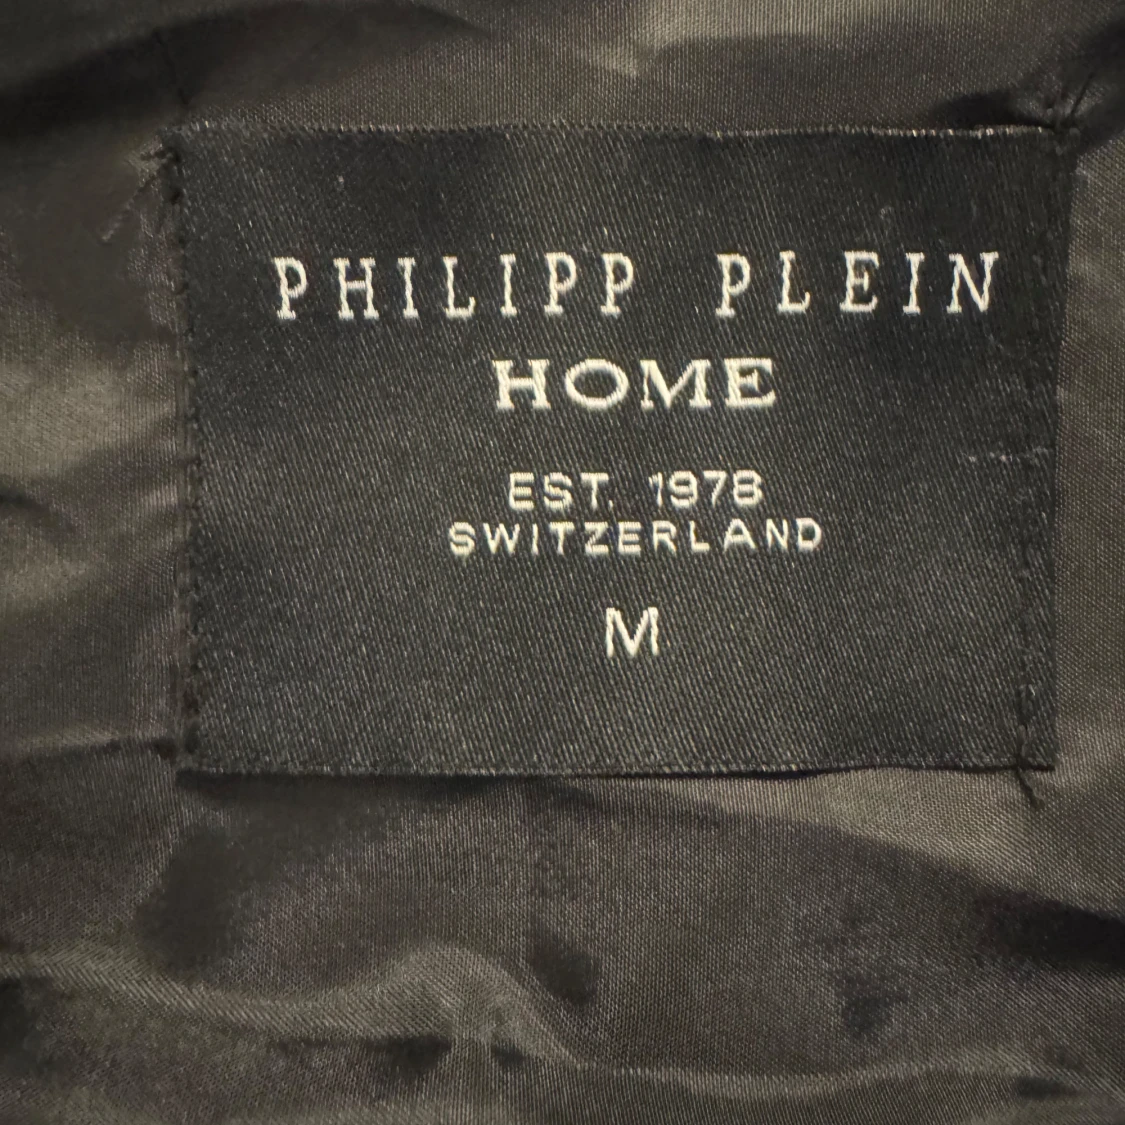 PHILIPP PLEIN
HOME
EST. 1978
SWITZERLAND
M